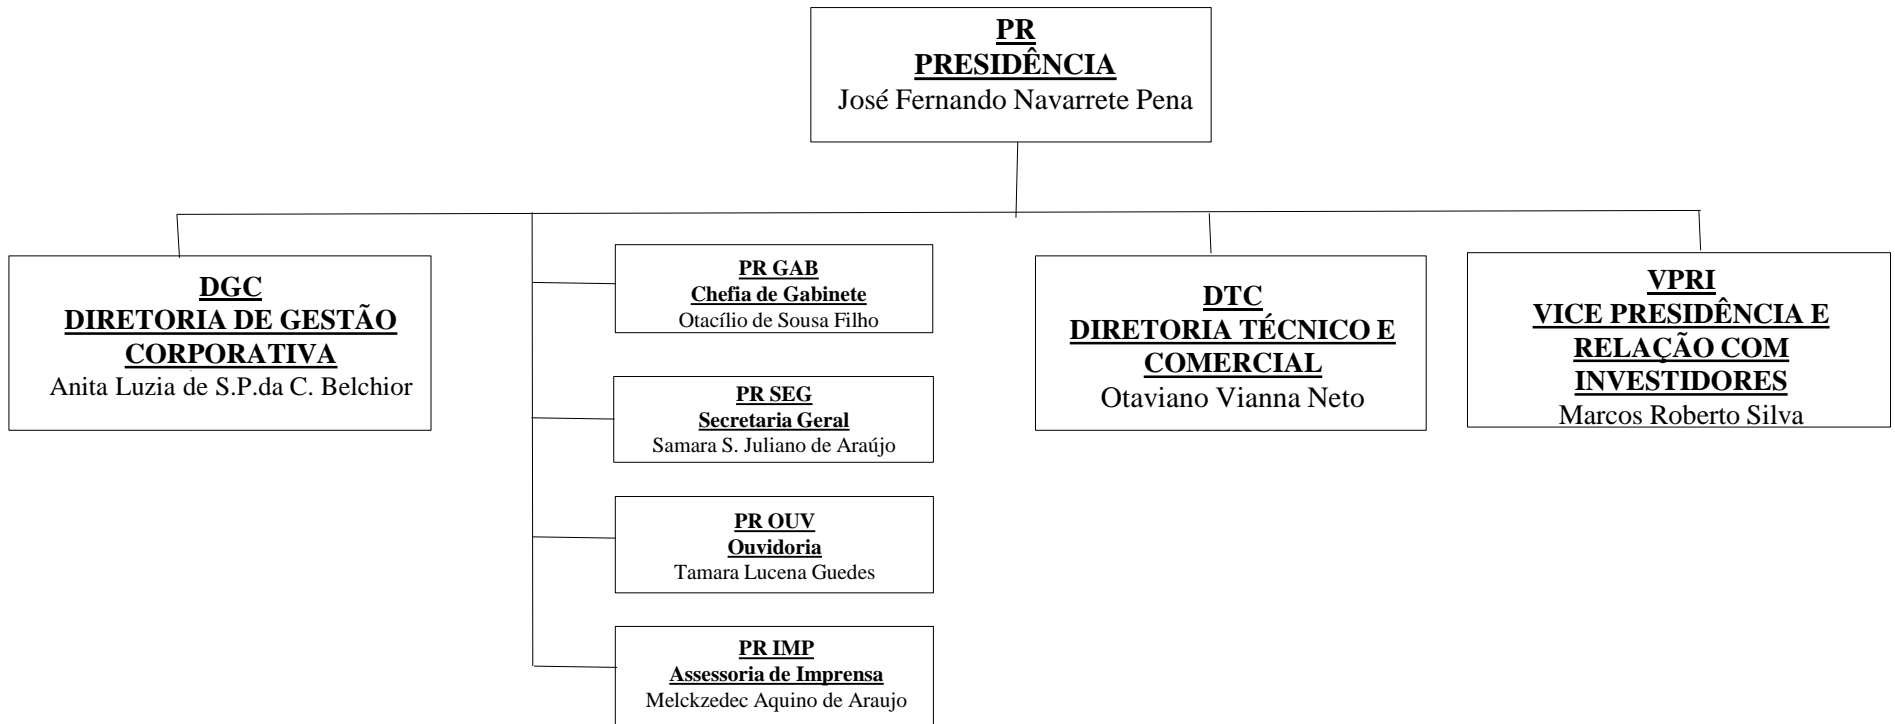 PR
PRESIDÊNCIA
José Fernando Navarrete Pena
DGC
DIRETORIA DE GESTÃO
CORPORATIVA
Anita Luzia de S.P.da C. Belchior
PR GAB
Chefia de Gabinete
Otacílio de Sousa Filho
PR SEG
Secretaria Geral
Samara S. Juliano de Araújo
PR OUV
Ouvidoria
Tamara Lucena Guedes
PR IMP
Assessoria de Imprensa
Melckzedec Aquino de Araujo
DTC
DIRETORIA TÉCNICO E
COMERCIAL
Otaviano Vianna Neto
VPRI
VICE PRESIDÊNCIA E
RELAÇÃO COM
INVESTIDORES
Marcos Roberto Silva